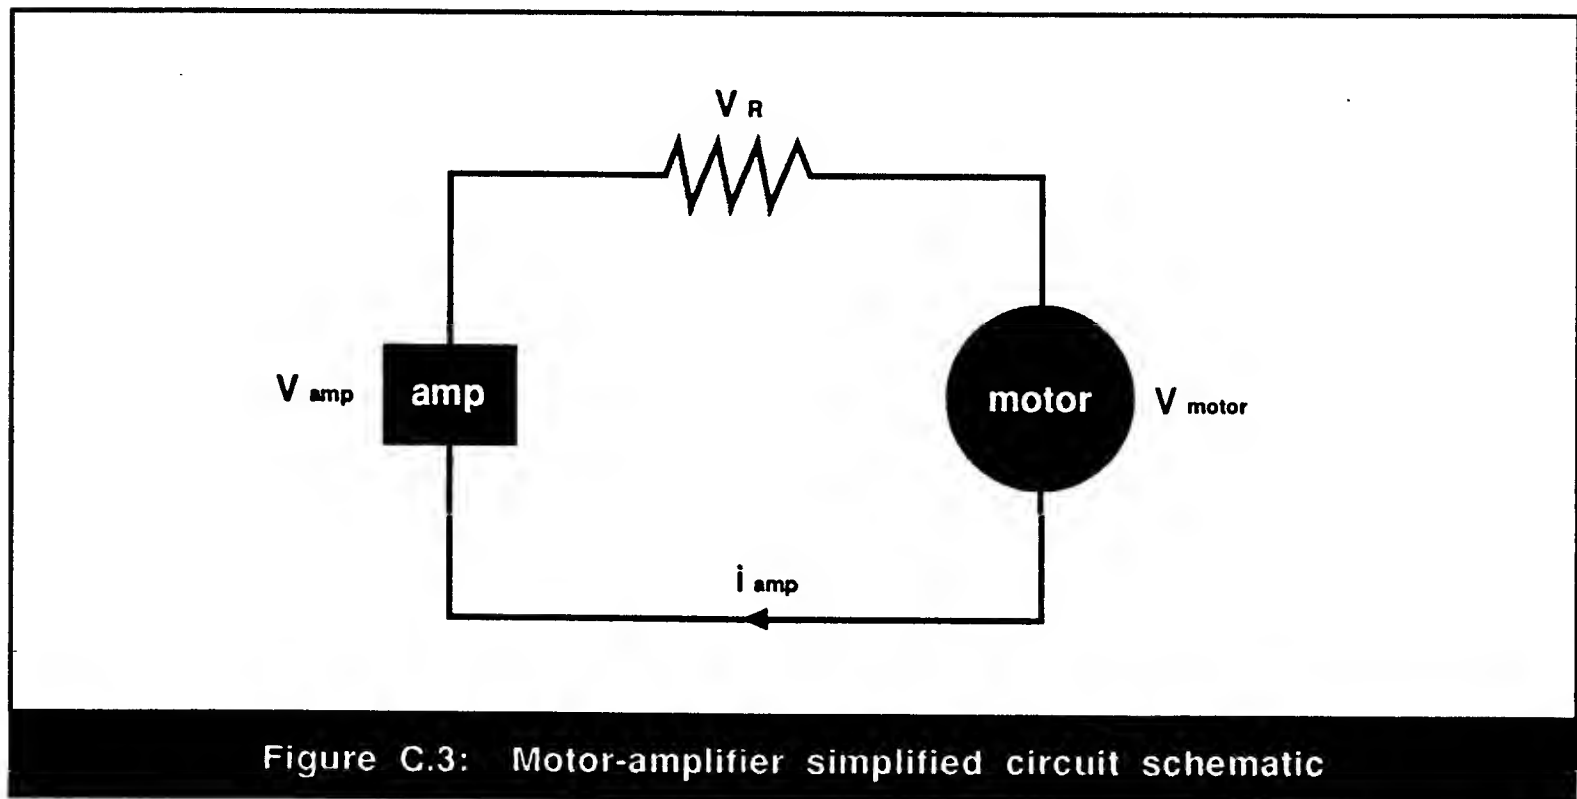 V R
V amp
amp
motor
V motor
i amp
Figure C.3: Motor-amplifier simplified circuit schematic